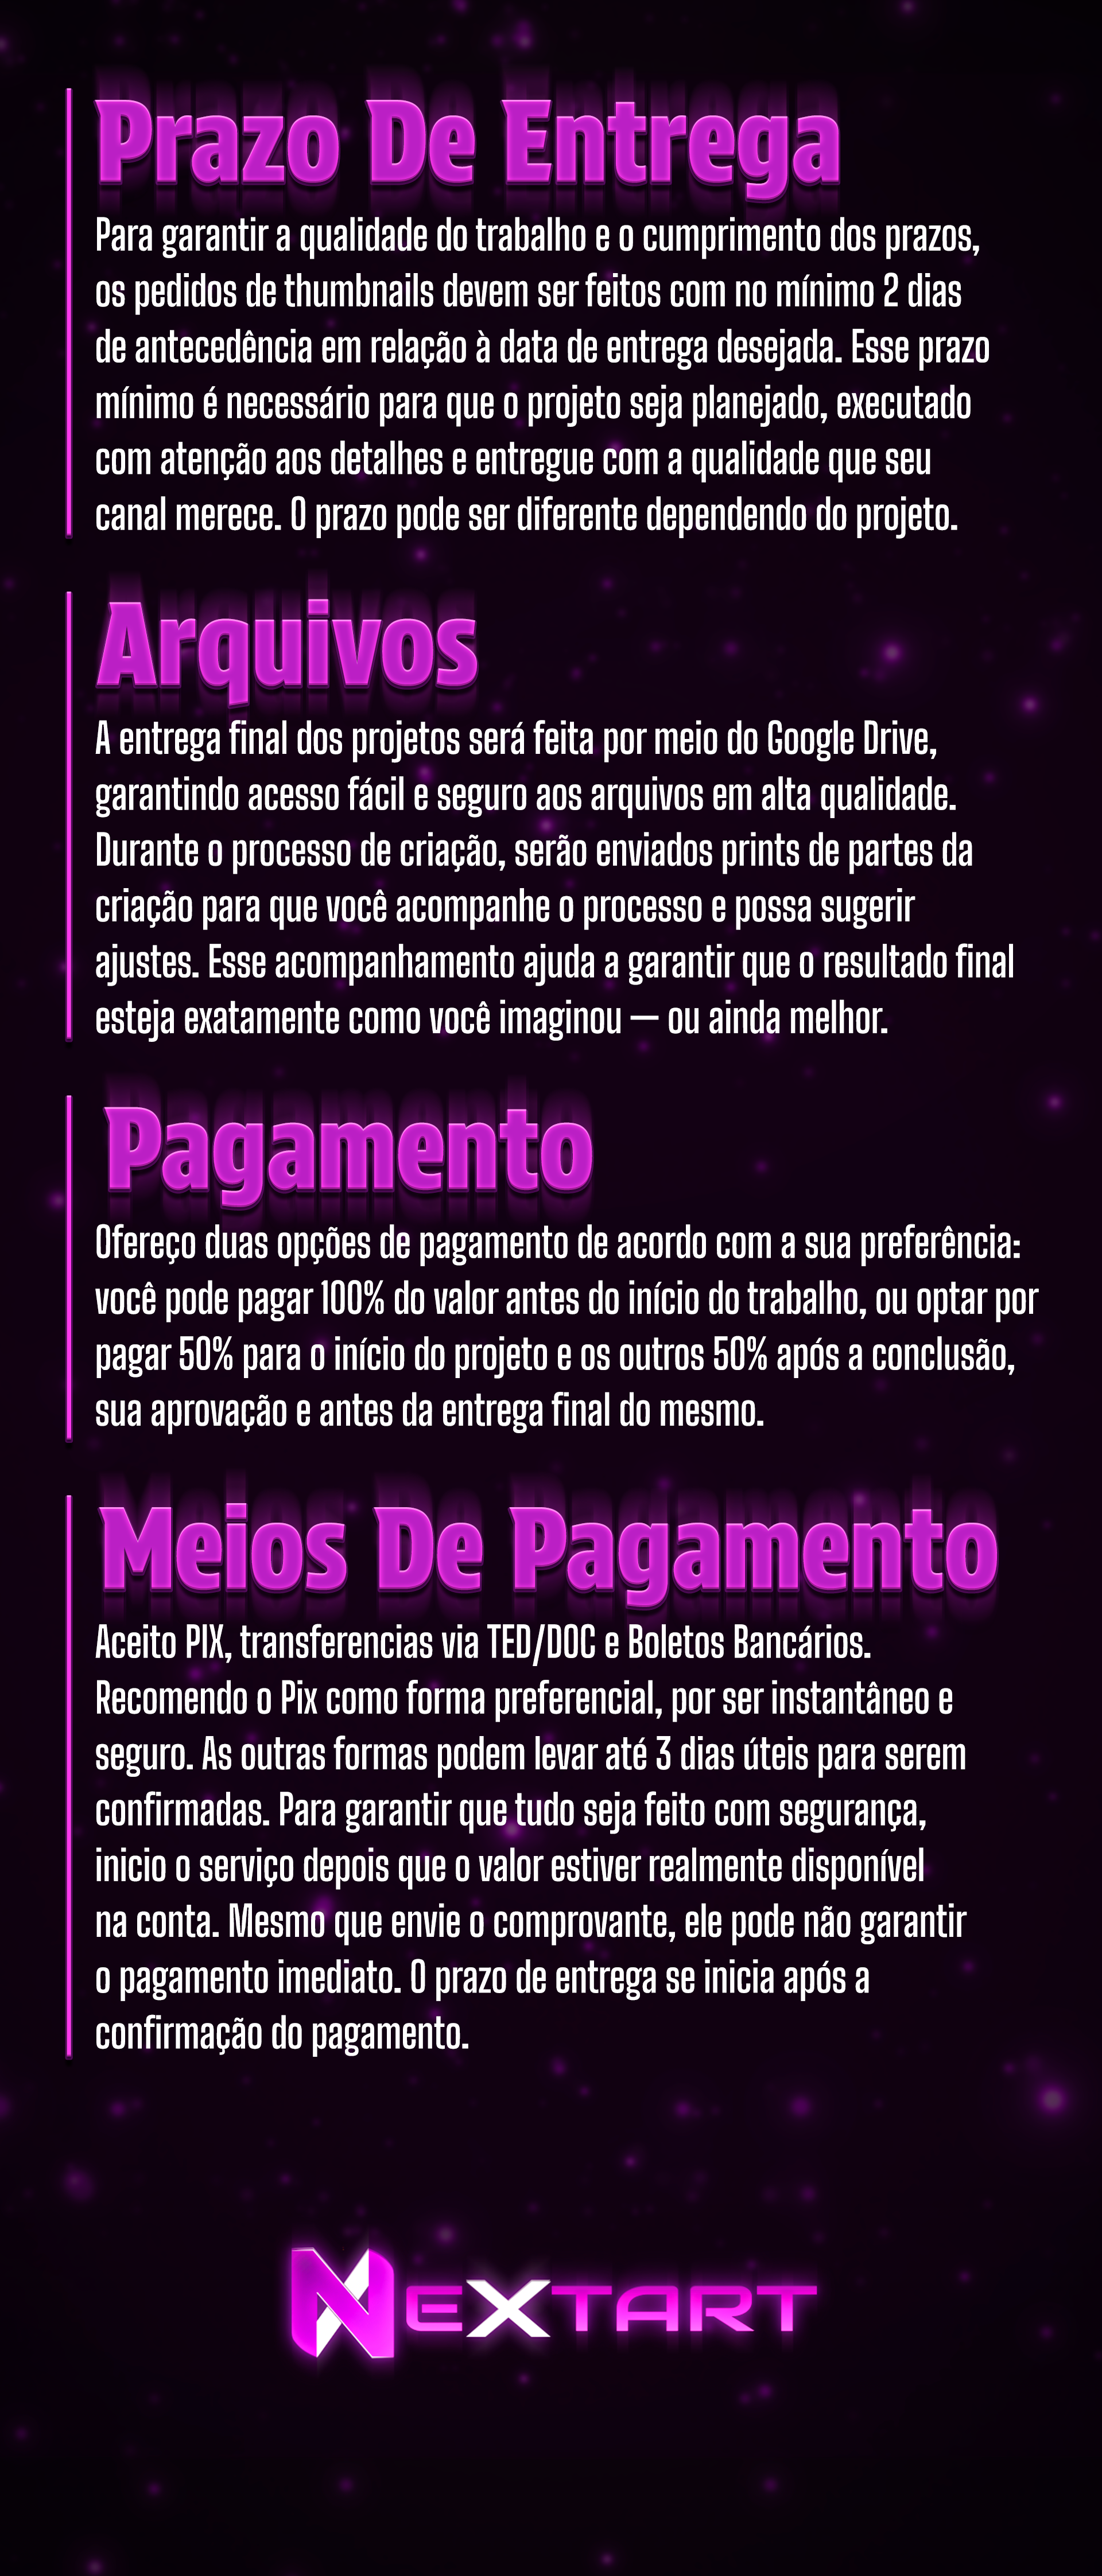 Prazo De Entrega
Para garantir a qualidade do trabalho e o cumprimento dos prazos,
os pedidos de thumbnails devem ser feitos com no mínimo 2 dias
de antecedência em relação à data de entrega desejada. Esse prazo
mínimo é necessário para que o projeto seja planejado, executado
com atenção aos detalhes e entregue com a qualidade que seu
canal merece. O prazo pode ser diferente dependendo do projeto.
Arquivos
A entrega final dos projetos será feita por meio do Google Drive,
garantindo acesso fácil e seguro aos arquivos em alta qualidade.
Durante o processo de criação, serão enviados prints de partes da
criação para que você acompanhe o processo e possa sugerir
ajustes. Esse acompanhamento ajuda a garantir que o resultado final
esteja exatamente como você imaginou — ou ainda melhor.
Pagamento
Ofereço duas opções de pagamento de acordo com a sua preferência:
você pode pagar 100% do valor antes do início do trabalho, ou optar por
pagar 50% para o início do projeto e os outros 50% após a conclusão,
sua aprovação e antes da entrega final do mesmo.
Meios De Pagamento
Aceito PIX, transferencias via TED/DOC e Boletos Bancários.
Recomendo o Pix como forma preferencial, por ser instantâneo e
seguro. As outras formas podem levar até 3 dias úteis para serem
confirmadas. Para garantir que tudo seja feito com segurança,
inicio o serviço depois que o valor estiver realmente disponível
na conta. Mesmo que envie o comprovante, ele pode não garantir
o pagamento imediato. O prazo de entrega se inicia após a
confirmação do pagamento.
NEXTART